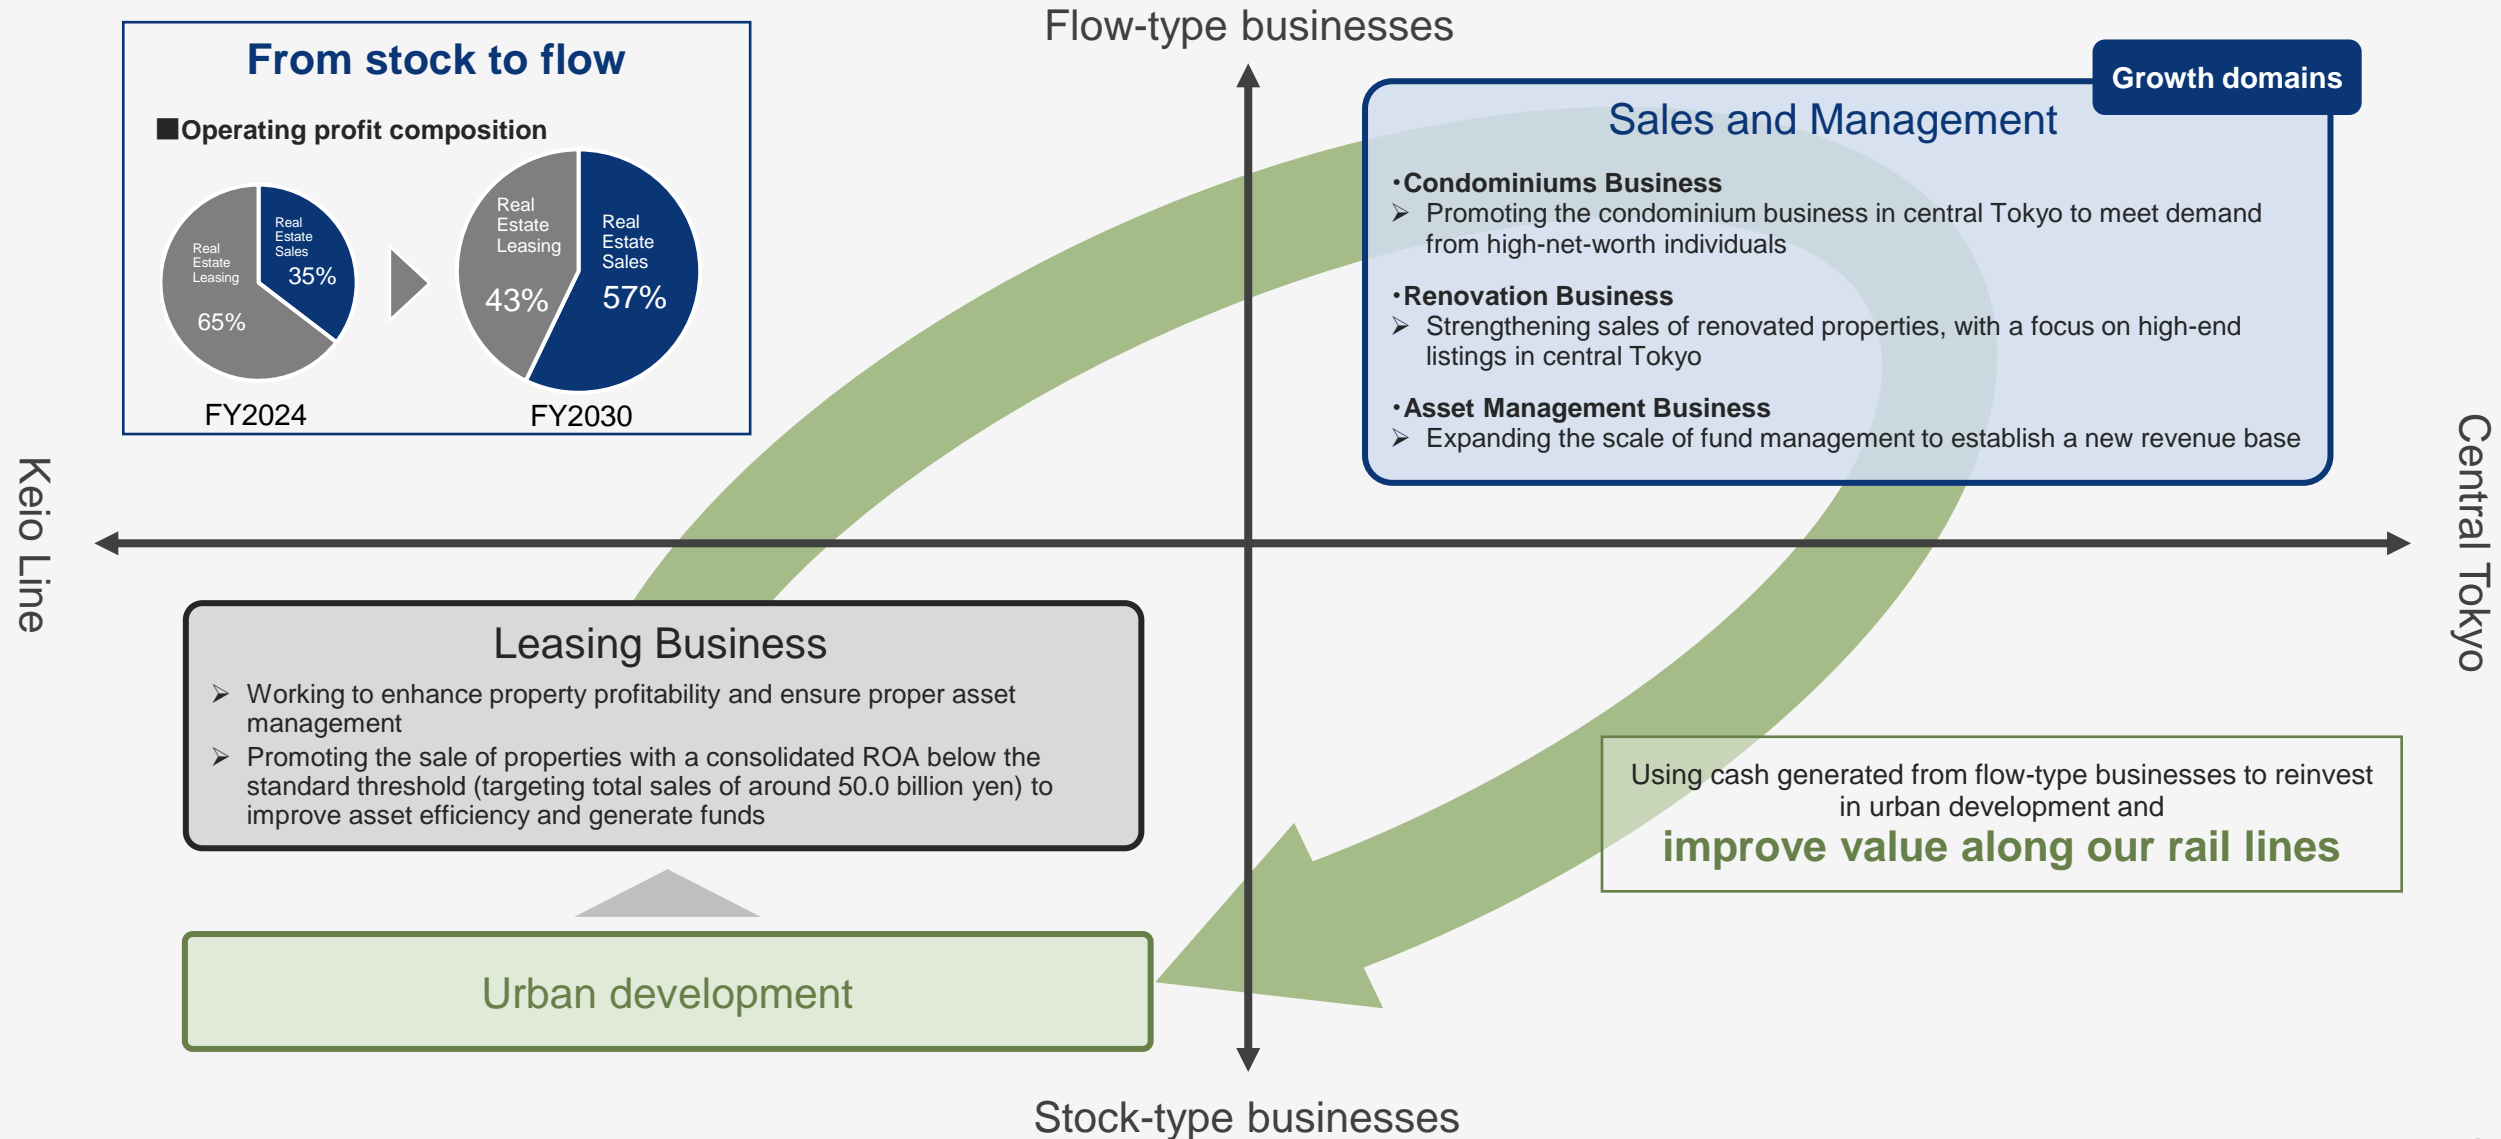 Flow-type businesses
From stock to flow
■Operating profit composition
Real
Estate
Leasing
65%
Real
Estate
Sales
35%
FY2024
Real
Estate
Leasing
43%
Real
Estate
Sales
57%
FY2030
Growth domains
Sales and Management
・Condominiums Business
➢ Promoting the condominium business in central Tokyo to meet demand
from high-net-worth individuals
・Renovation Business
➢ Strengthening sales of renovated properties, with a focus on high-end
listings in central Tokyo
・Asset Management Business
➢ Expanding the scale of fund management to establish a new revenue base
Keio Line
Central Tokyo
Leasing Business
➢ Working to enhance property profitability and ensure proper asset
management
➢ Promoting the sale of properties with a consolidated ROA below the
standard threshold (targeting total sales of around 50.0 billion yen) to
improve asset efficiency and generate funds
Using cash generated from flow-type businesses to reinvest
in urban development and
improve value along our rail lines
Urban development
Stock-type businesses